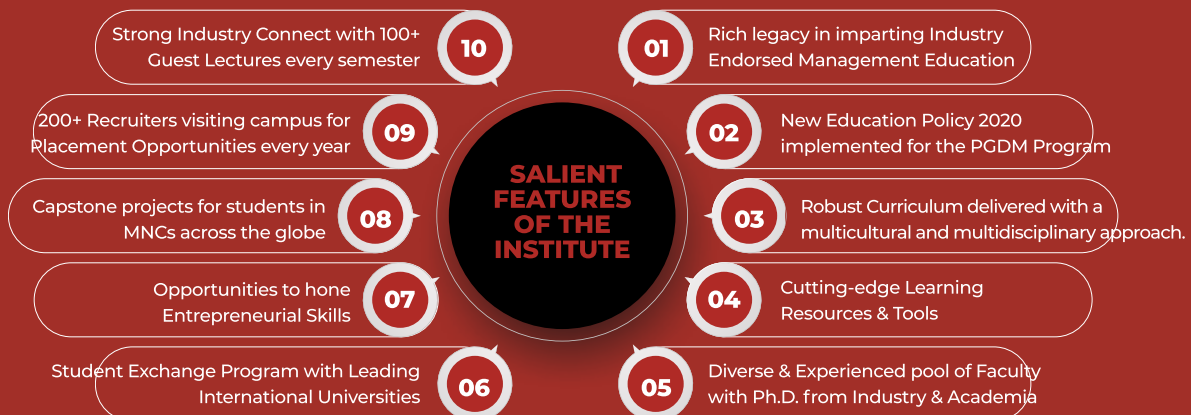 SALIENT
FEATURES
OF THE
INSTITUTE
01
Rich legacy in imparting Industry
Endorsed Management Education
02
New Education Policy 2020
implemented for the PGDM Program
03
Robust Curriculum delivered with a
multicultural and multidisciplinary approach.
04
Cutting-edge Learning
Resources & Tools
05
Diverse & Experienced pool of Faculty
with Ph.D. from Industry & Academia
06
Student Exchange Program with Leading
International Universities
07
Opportunities to hone
Entrepreneurial Skills
08
Capstone projects for students in
MNCs across the globe
09
200+ Recruiters visiting campus for
Placement Opportunities every year
10
Strong Industry Connect with 100+
Guest Lectures every semester